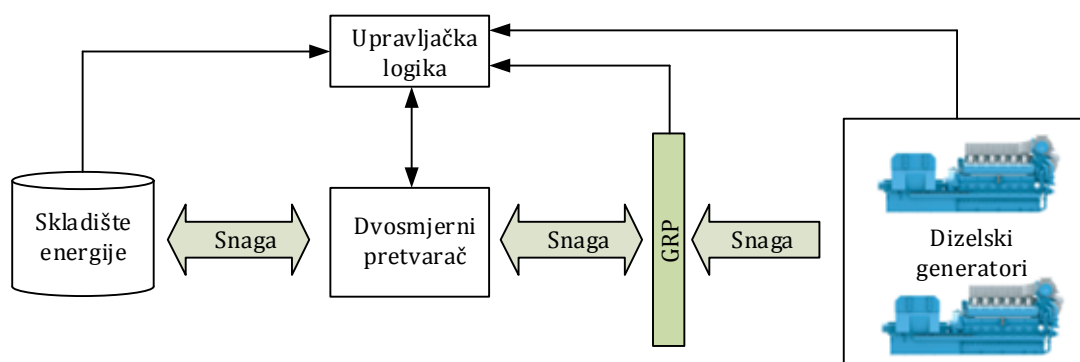 Upravljačka
logika
Skladište
energije
Snaga
Dvosmjerni
pretvarač
Snaga
GRP
Snaga
Dizelski
generatori